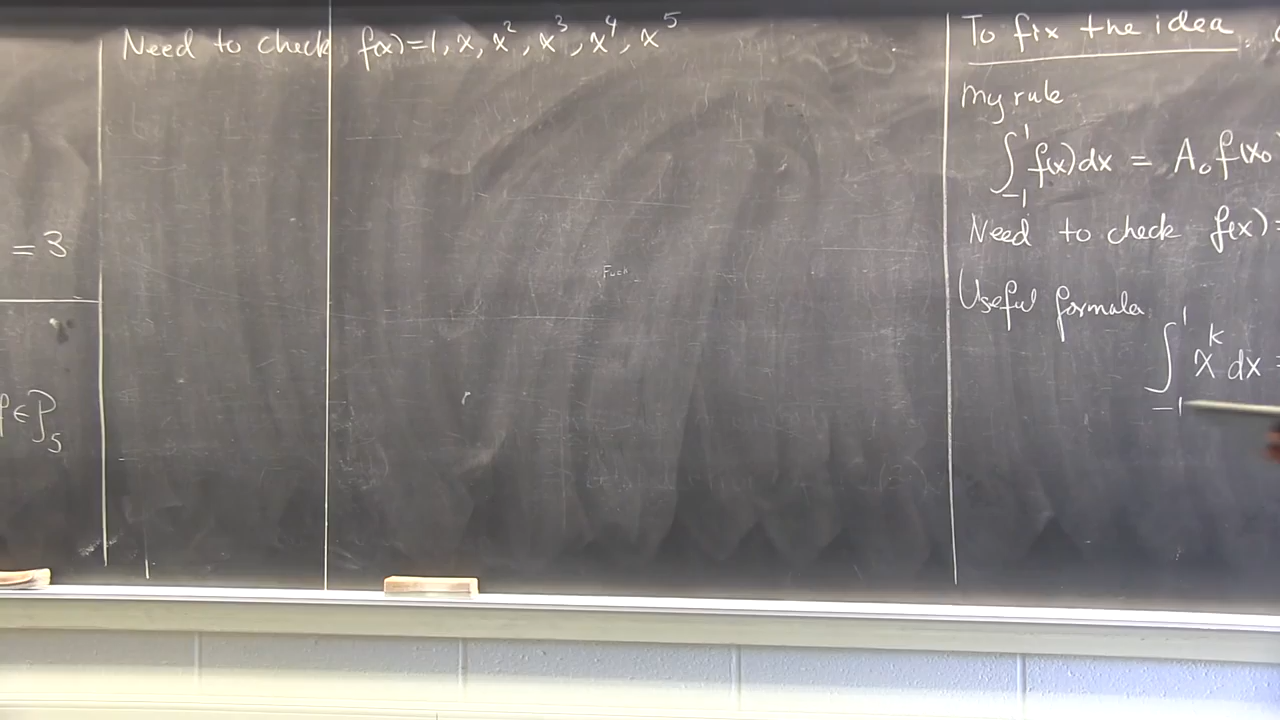 = 3
f ∈ P₅
Need to check f(x)=1, x, x², x³, x⁴, x⁵
Fuck
To fix the idea
My rule
∫₋₁¹ f(x)dx = A₀ f(x₀
Need to check f(x)=
Useful formula
∫₋₁¹ xᵏ dx =